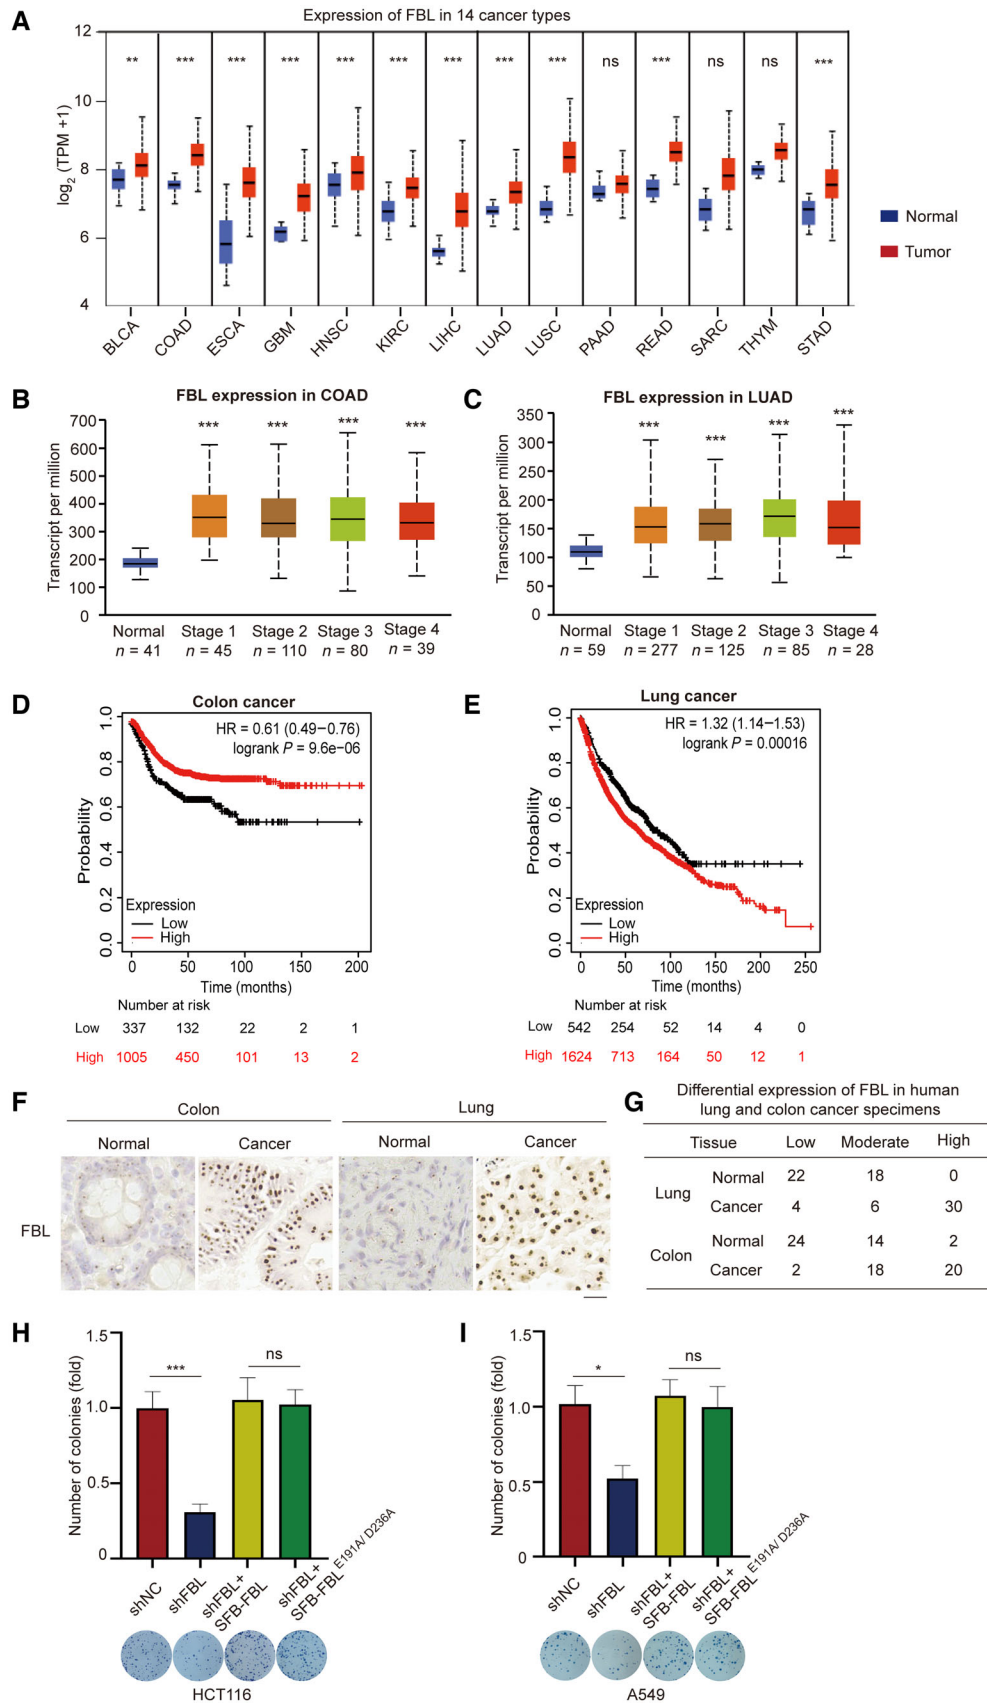 A
Expression of FBL in 14 cancer types
log2 (TPM +1)
12
10
8
6
4
** *** *** *** *** *** *** *** *** ns *** ns ns ***
BLCA COAD ESCA GBM HNSC KIRC LIHC LUAD LUSC PAAD READ SARC THYM STAD
Normal
Tumor
B
FBL expression in COAD
Transcript per million
700
600
500
400
300
200
100
0
*** *** *** ***
Normal Stage 1 Stage 2 Stage 3 Stage 4
n = 41 n = 45 n = 110 n = 80 n = 39
C
FBL expression in LUAD
Transcript per million
350
300
250
200
150
100
50
0
*** *** *** ***
Normal Stage 1 Stage 2 Stage 3 Stage 4
n = 59 n = 277 n = 125 n = 85 n = 28
D
Colon cancer
HR = 0.61 (0.49−0.76)
logrank P = 9.6e−06
Probability
1.0
0.8
0.6
0.4
0.2
0.0
Expression
Low
High
0 50 100 150 200
Time (months)
Number at risk
Low 337 132 22 2 1
High 1005 450 101 13 2
E
Lung cancer
HR = 1.32 (1.14−1.53)
logrank P = 0.00016
Probability
1.0
0.8
0.6
0.4
0.2
0.0
Expression
Low
High
0 50 100 150 200 250
Time (months)
Number at risk
Low 542 254 52 14 4 0
High 1624 713 164 50 12 1
F
Colon Lung
Normal Cancer Normal Cancer
FBL
G
Differential expression of FBL in human
lung and colon cancer specimens
Tissue Low Moderate High
Lung Normal 22 18 0
Cancer 4 6 30
Colon Normal 24 14 2
Cancer 2 18 20
H
Number of colonies (fold)
1.5
1.0
0.5
0
*** ns
shNC shFBL shFBL+ SFB-FBL shFBL+ SFB-FBL E191A/ D236A
HCT116
I
Number of colonies (fold)
1.5
1.0
0.5
0
* ns
shNC shFBL shFBL+ SFB-FBL shFBL+ SFB-FBL E191A/ D236A
A549